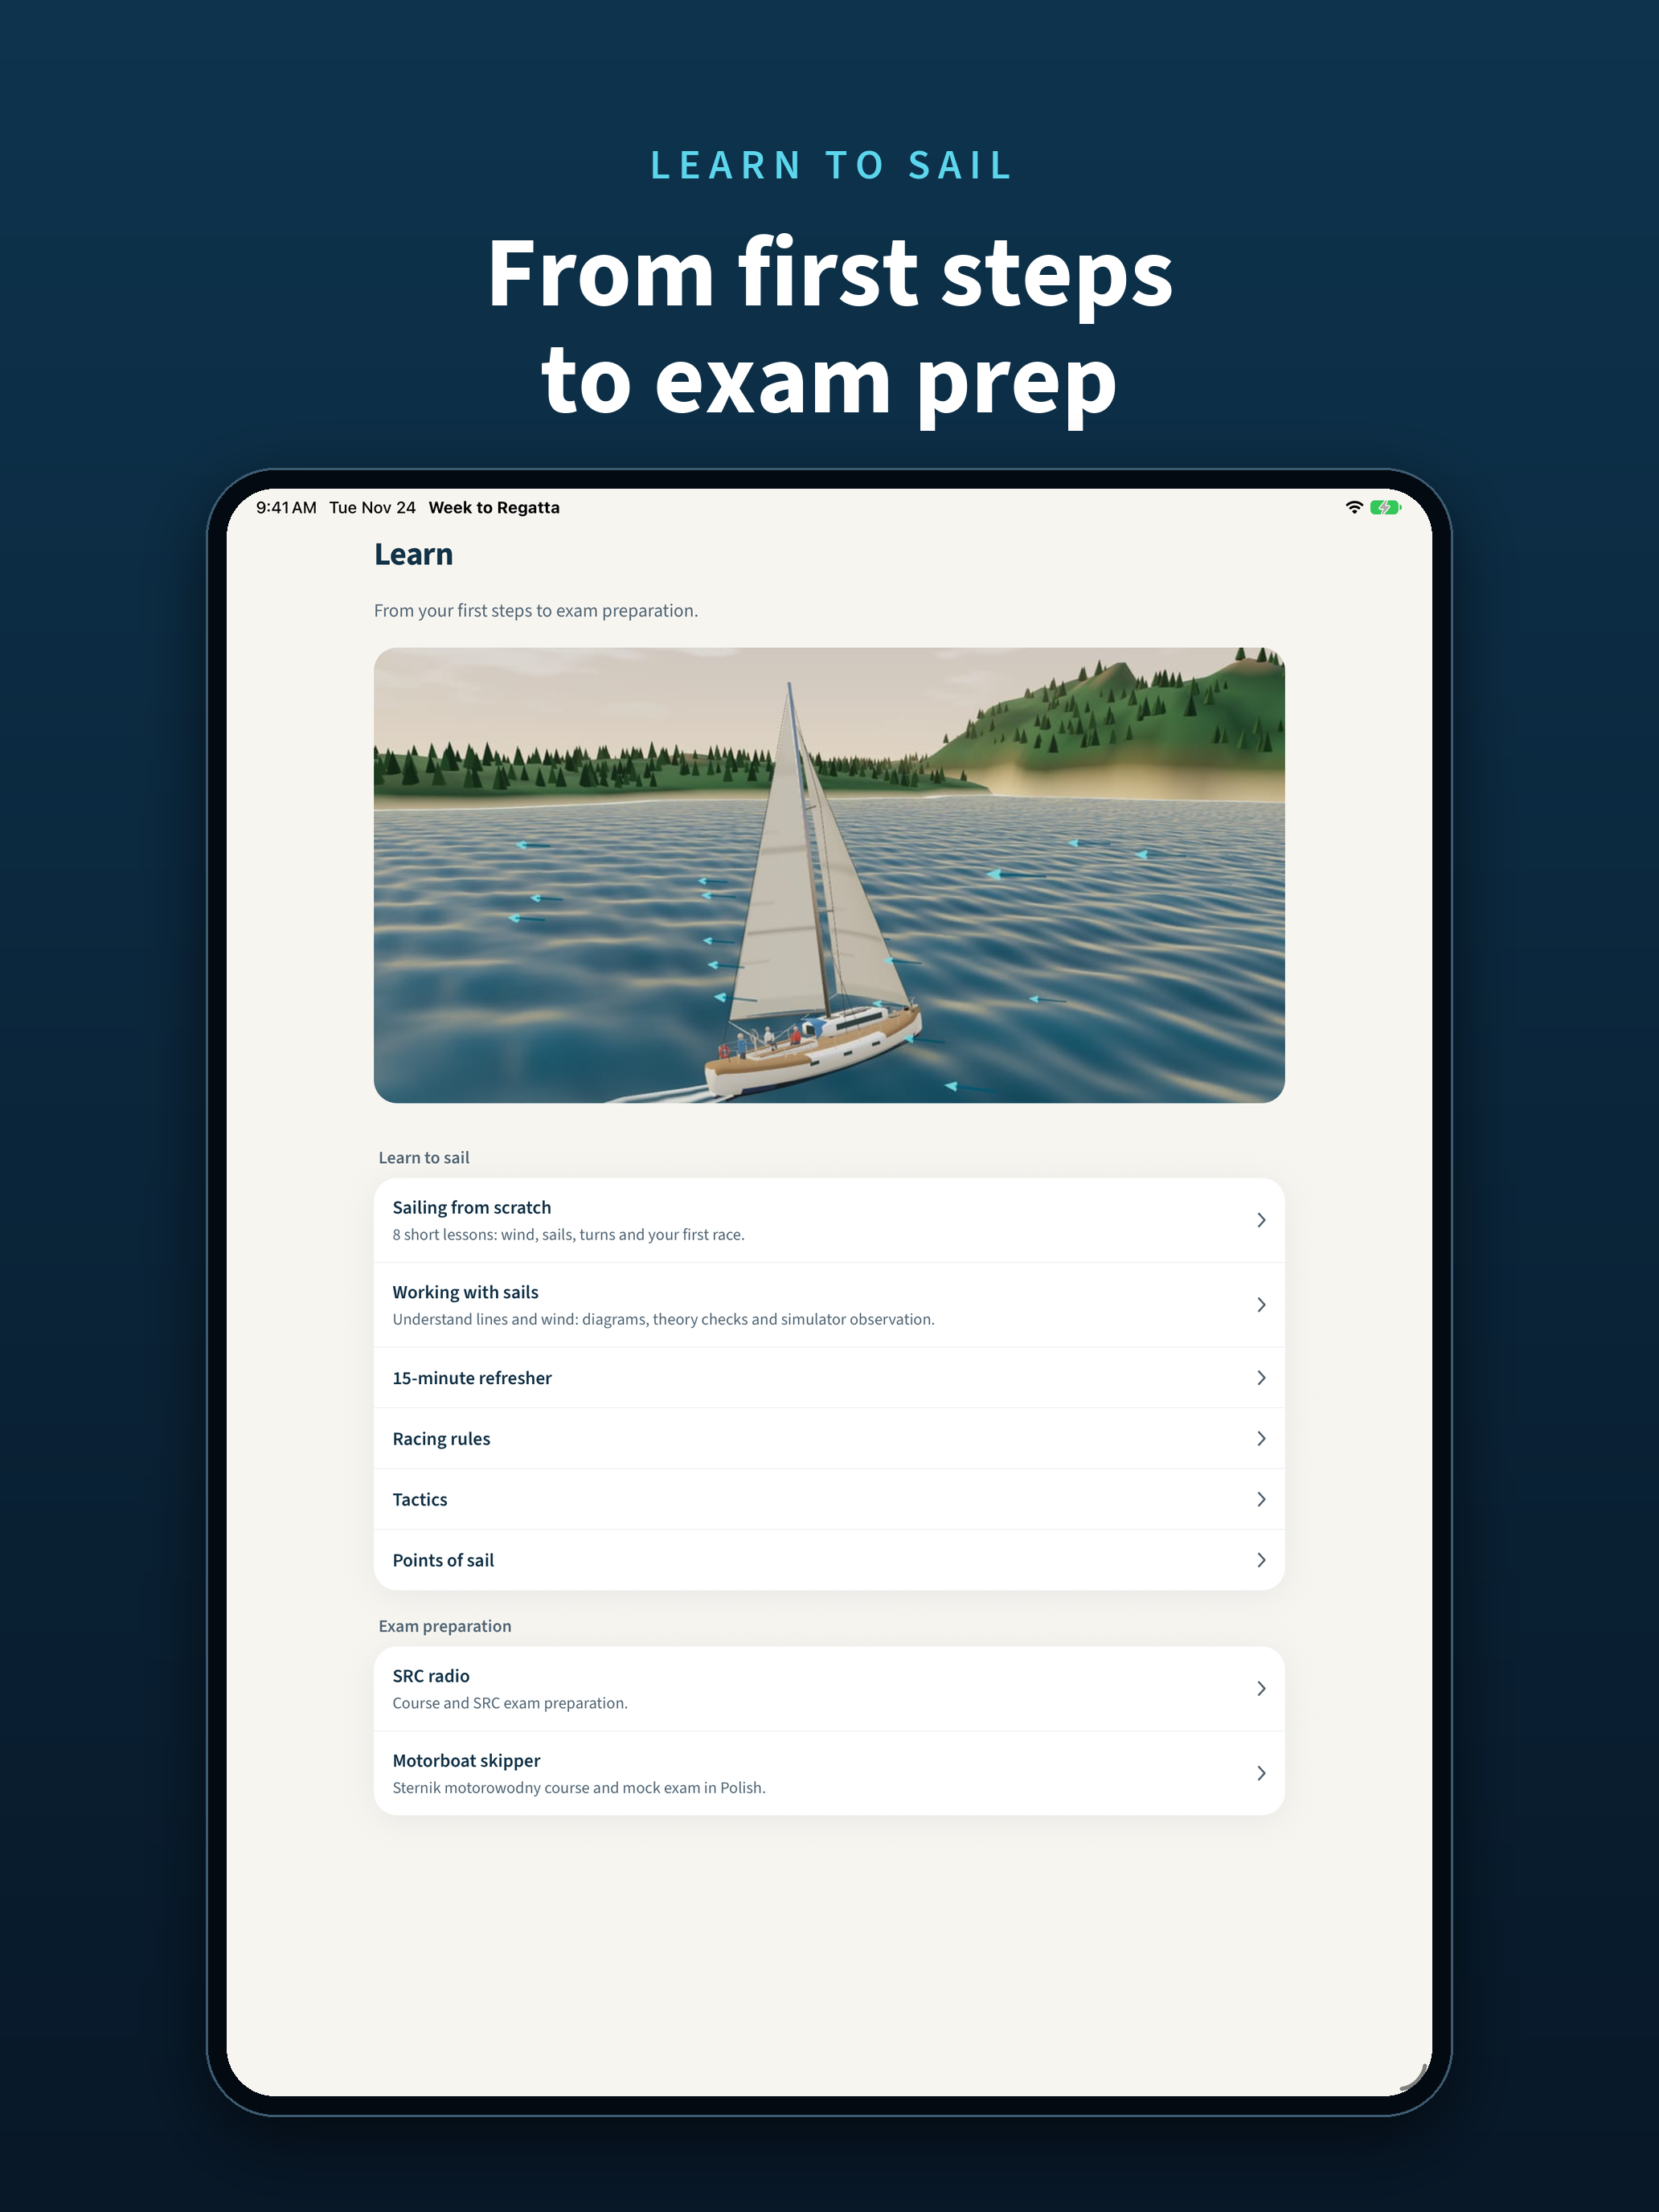 LEARN TO SAIL
From first steps
to exam prep
9:41 AM Tue Nov 24 Week to Regatta
Learn
From your first steps to exam preparation.
Learn to sail
Sailing from scratch
8 short lessons: wind, sails, turns and your first race.
Working with sails
Understand lines and wind: diagrams, theory checks and simulator observation.
15-minute refresher
Racing rules
Tactics
Points of sail
Exam preparation
SRC radio
Course and SRC exam preparation.
Motorboat skipper
Sternik motorowodny course and mock exam in Polish.